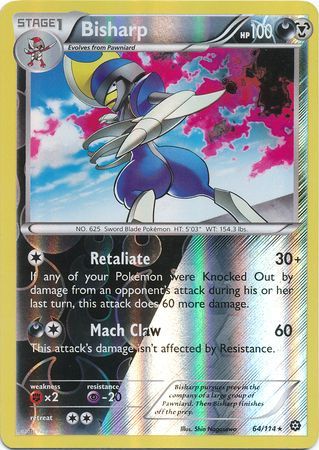 STAGE1
Bisharp
HP100
Evolves from Pawniard
NO. 625 Sword Blade Pokémon HT: 5'03" WT: 154.3 lbs.
Retaliate 30+
If any of your Pokémon were Knocked Out by
damage from an opponent's attack during his or her
last turn, this attack does 60 more damage.
Mach Claw 60
This attack's damage isn't affected by Resistance.
weakness resistance
×2 -20
retreat
Bisharp pursues prey in the
company of a large group of
Pawniard. Then Bisharp finishes
off the prey.
Illus. Shin Nagasawa
64/114